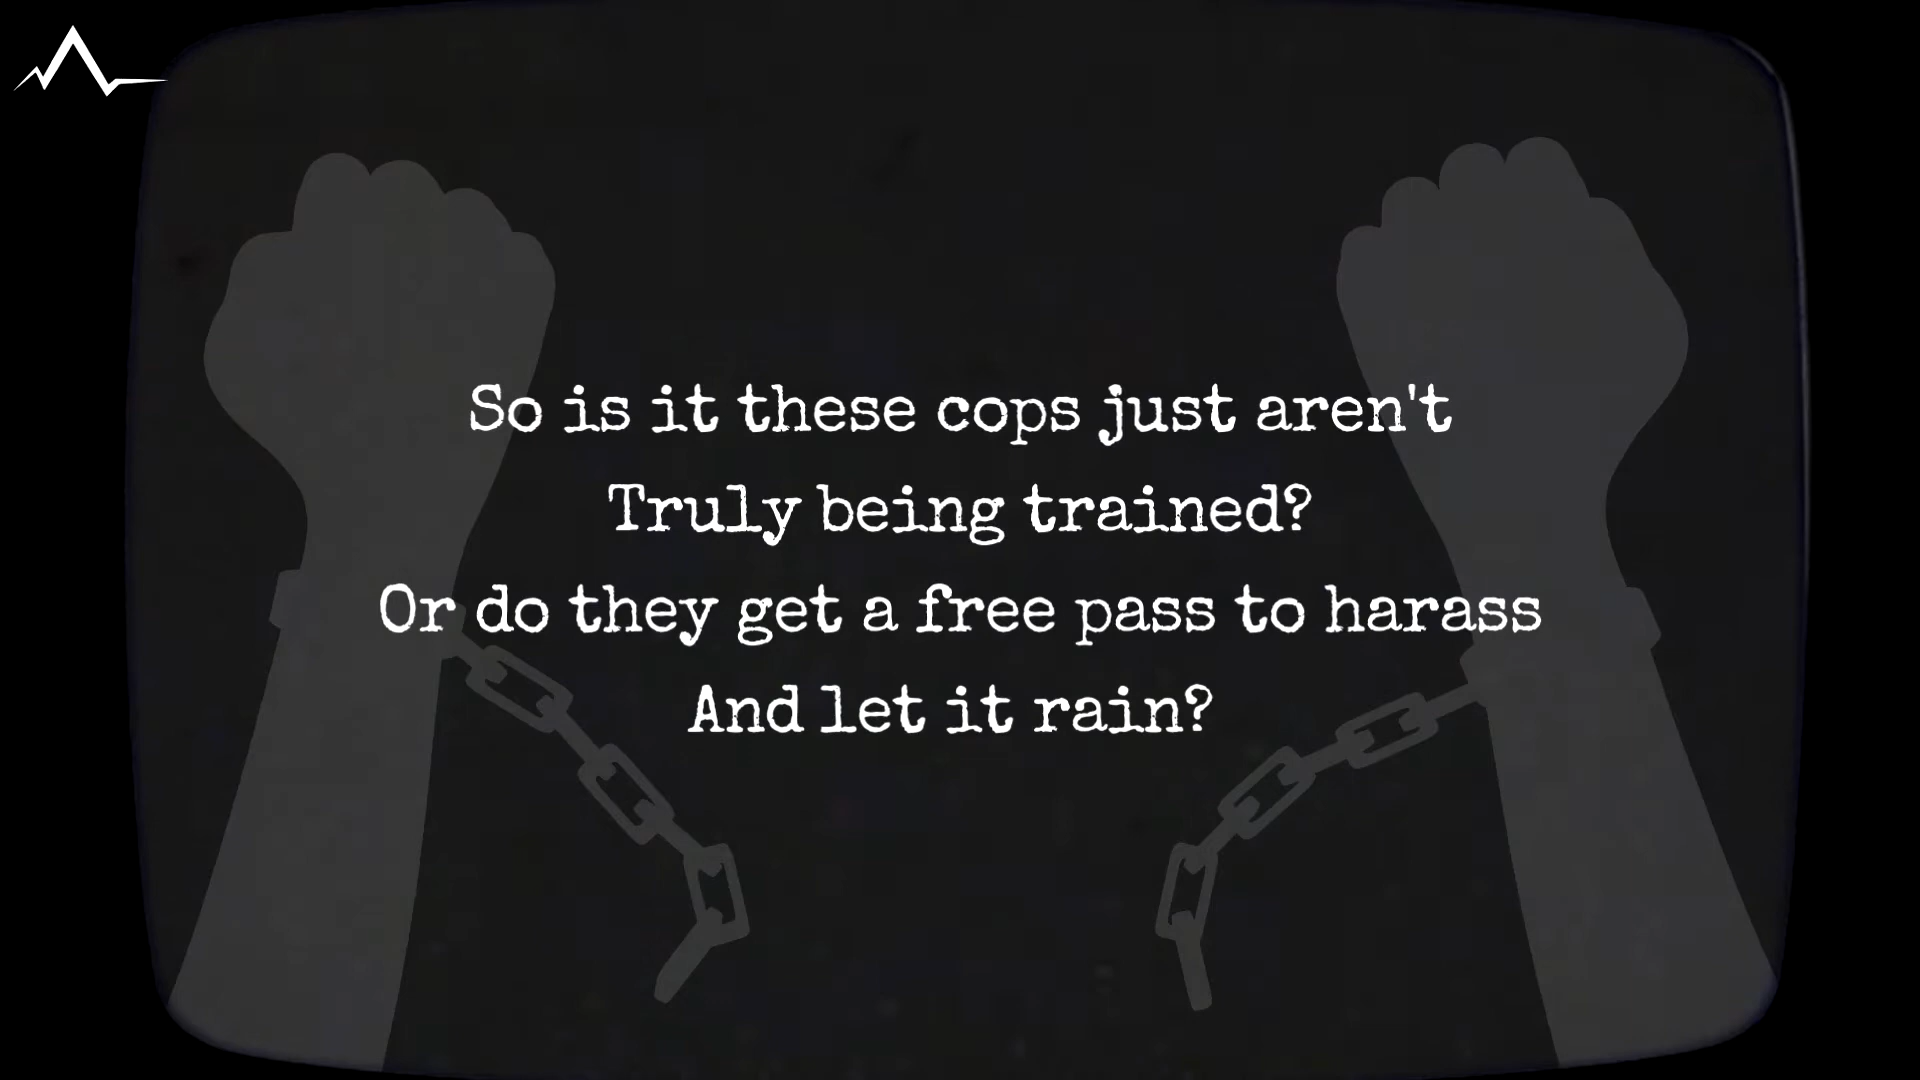 So is it these cops just aren't
Truly being trained?
Or do they get a free pass to harass
And let it rain?